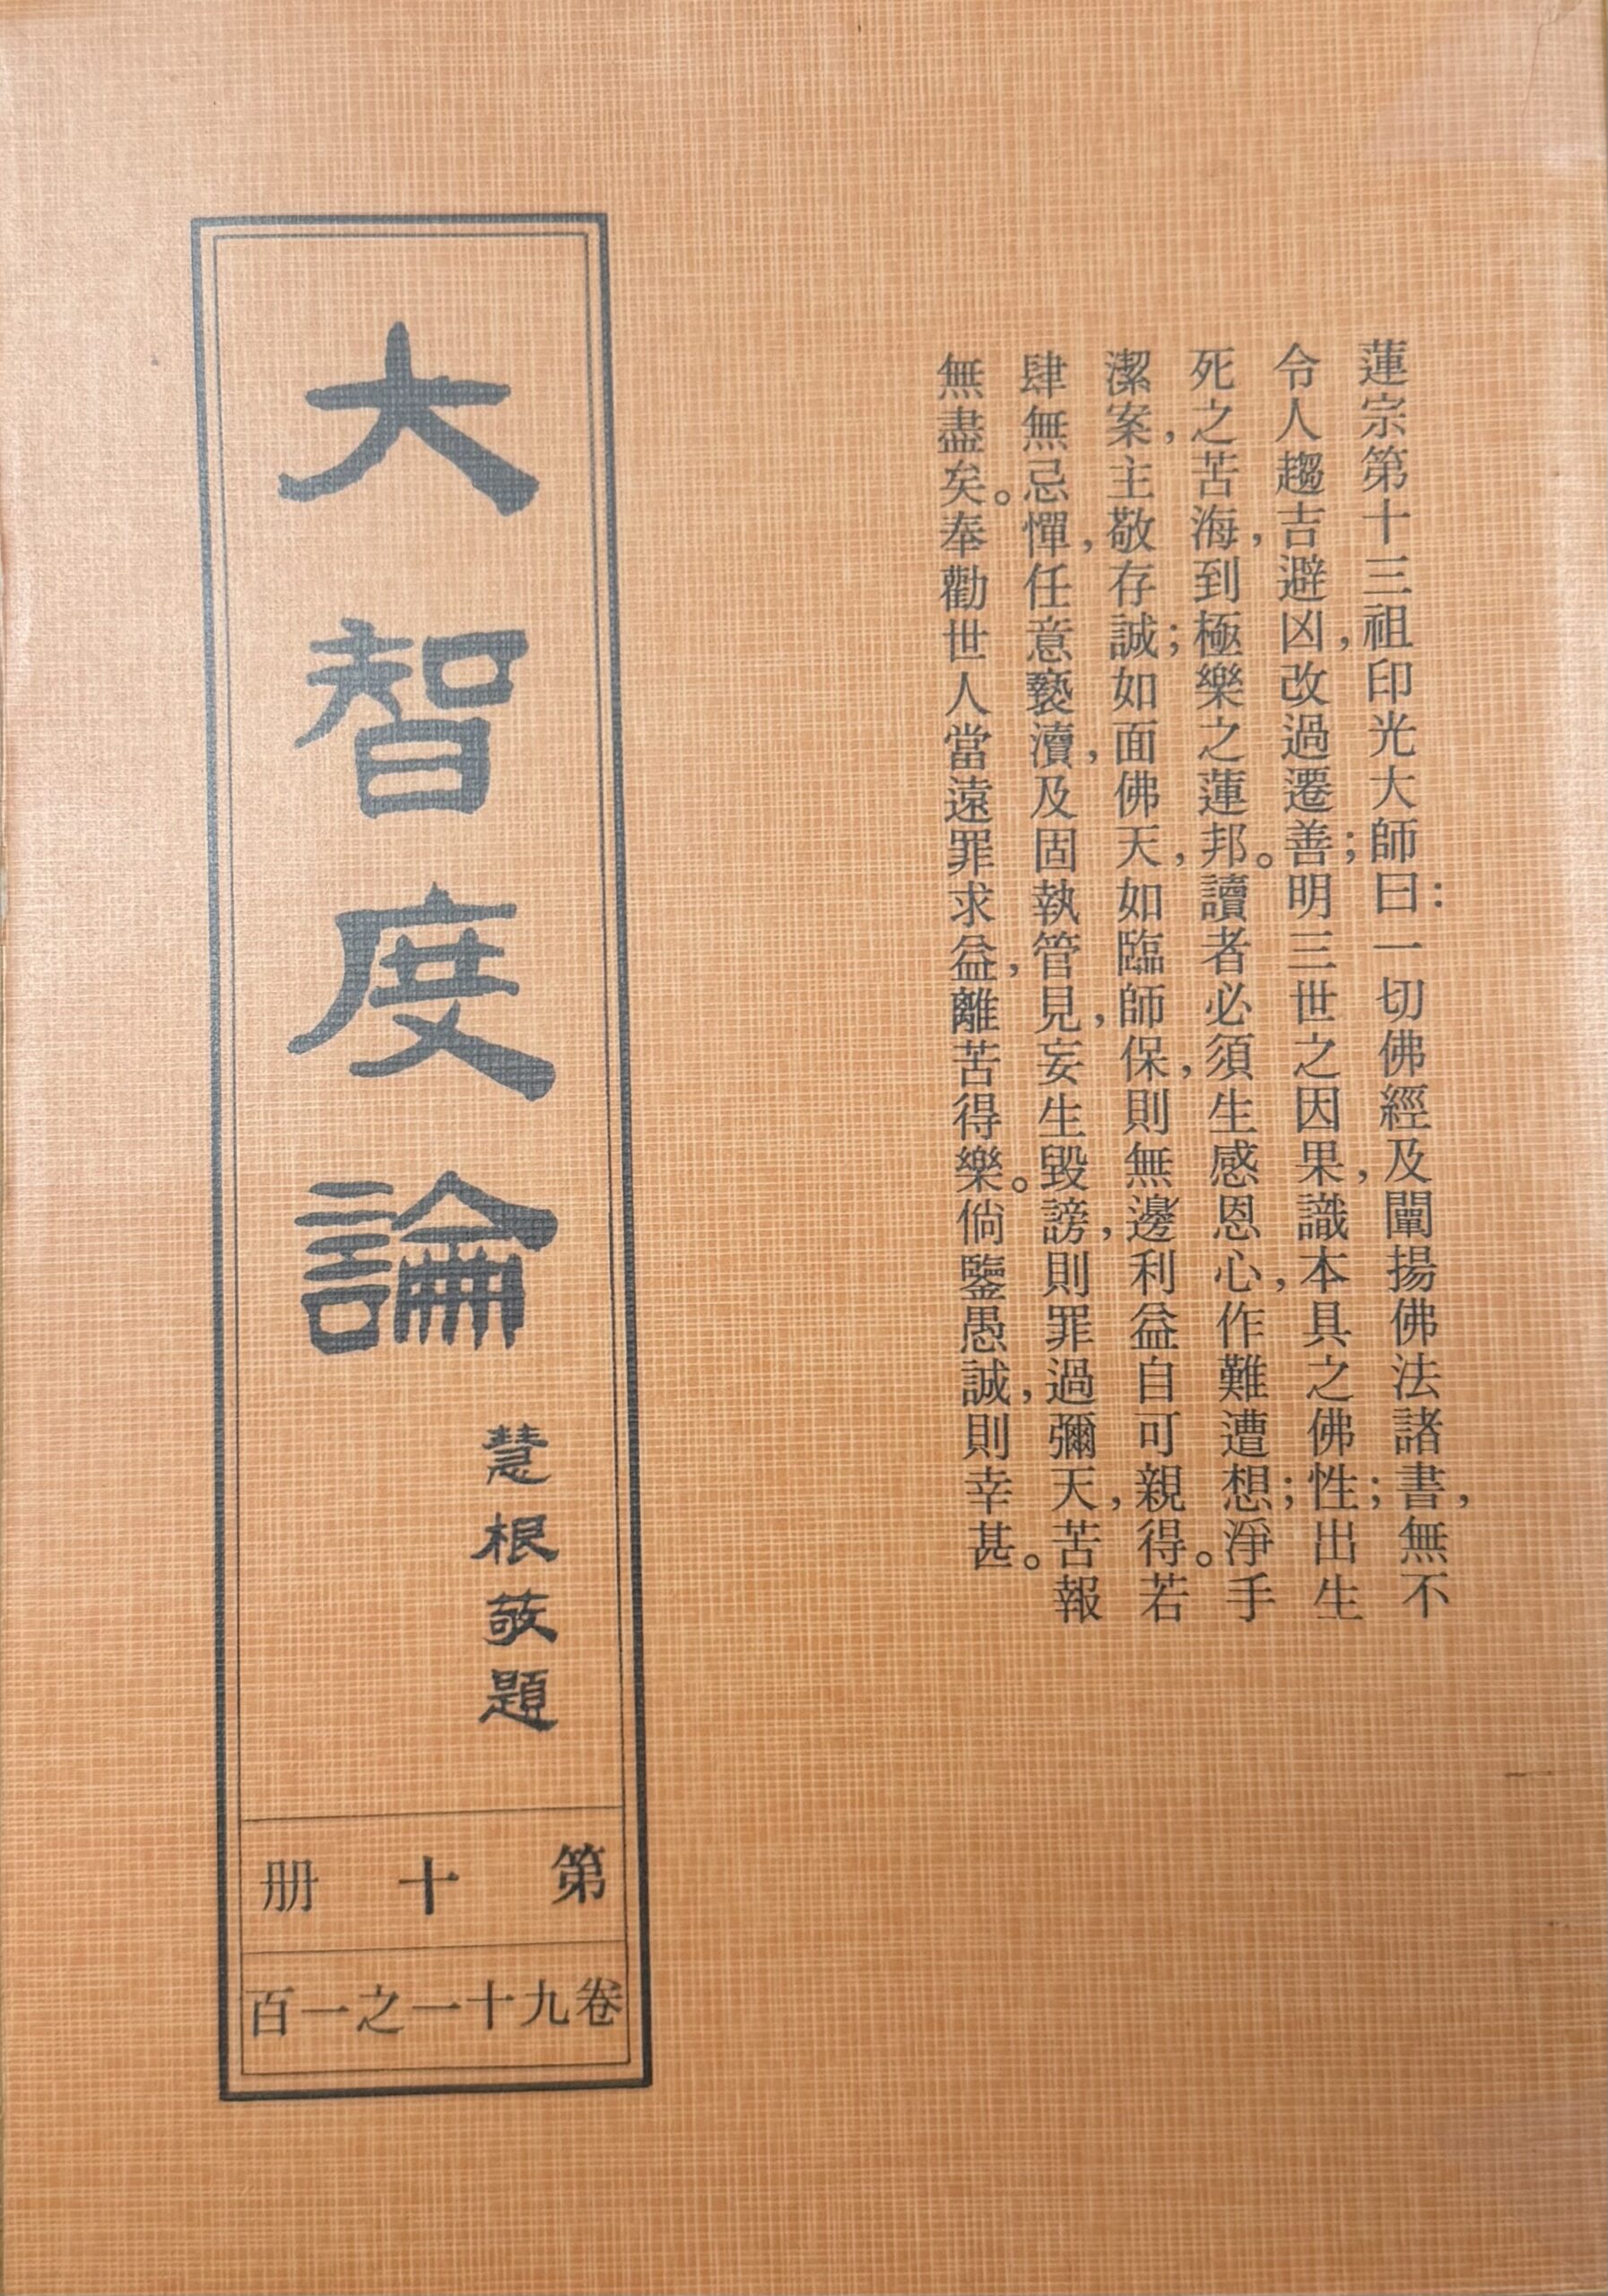 蓮宗第十三祖印光大師曰：一切佛經及闡揚佛法諸書，無不
令人趨吉避凶，改過遷善；明三世之因果，識本具之佛性；出生
死之苦海，到極樂之蓮邦。讀者必須生感恩心，作難遭想；淨手
潔案，主敬存誠；如面佛天，如臨師保，則無邊利益自可親得。若
肆無忌憚，任意褻瀆，及固執管見，妄生毀謗，則罪過彌天，苦報
無盡矣。奉勸世人當遠罪求益，離苦得樂。倘鑒愚誠，則幸甚。
大智度論
慧根敬題
第十册
卷九十一之一百